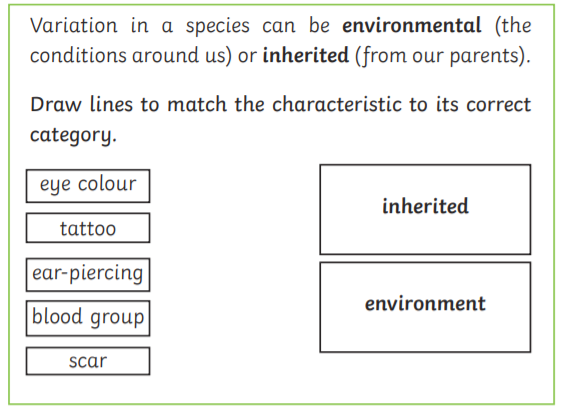 Variation in a species can be environmental (the
conditions around us) or inherited (from our parents).
Draw lines to match the characteristic to its correct
category.
eye colour
tattoo
ear-piercing
blood group
scar
inherited
environment